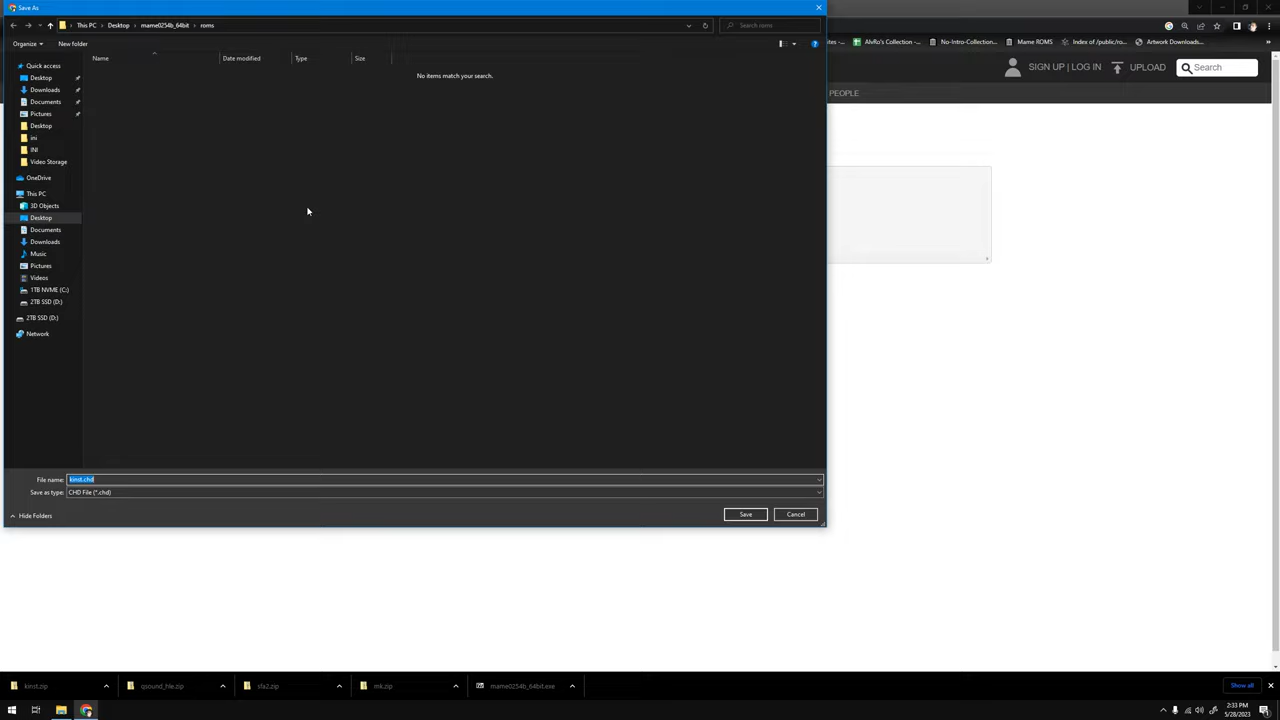 Save As
This PC > Desktop > mame0254b_64bit > roms
Search roms
Organize
New folder
Name
Date modified
Type
Size
No items match your search.
Quick access
Desktop
Downloads
Documents
Pictures
Desktop
ini
INI
Video Storage
OneDrive
This PC
3D Objects
Desktop
Documents
Downloads
Music
Pictures
Videos
1TB NVME (C:)
2TB SSD (D:)
2TB SSD (D:)
Network
File name: kinst.chd
Save as type: CHD File (*.chd)
Hide Folders
Save
Cancel
AlvRo's Collection -...
No-Intro-Collection...
Mame ROMS
Index of /public/ro...
Artwork Downloads...
SIGN UP | LOG IN
UPLOAD
Search
PEOPLE
kinst.zip
qsound_hle.zip
sfa2.zip
mk.zip
mame0254b_64bit.exe
Show all
2:33 PM
5/28/2023